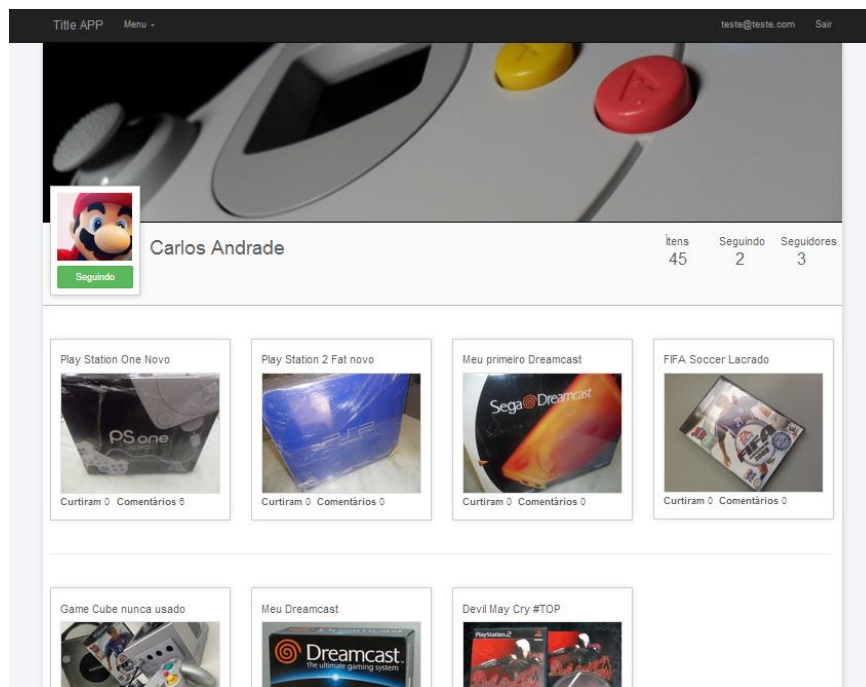 Title APP Menu
teste@teste.com Sair
A
Carlos Andrade
Seguindo
Ítens Seguindo Seguidores
45 2 3
Play Station One Novo
PS one
Curtiram 0 Comentários 6
Play Station 2 Fat novo
PS2
Curtiram 0 Comentários 0
Meu primeiro Dreamcast
Sega Dreamcast
Curtiram 0 Comentários 0
FIFA Soccer Lacrado
FIFA
Curtiram 0 Comentários 0
Game Cube nunca usado
Meu Dreamcast
Dreamcast
the ultimate gaming system
Devil May Cry #TOP
PlayStation 2